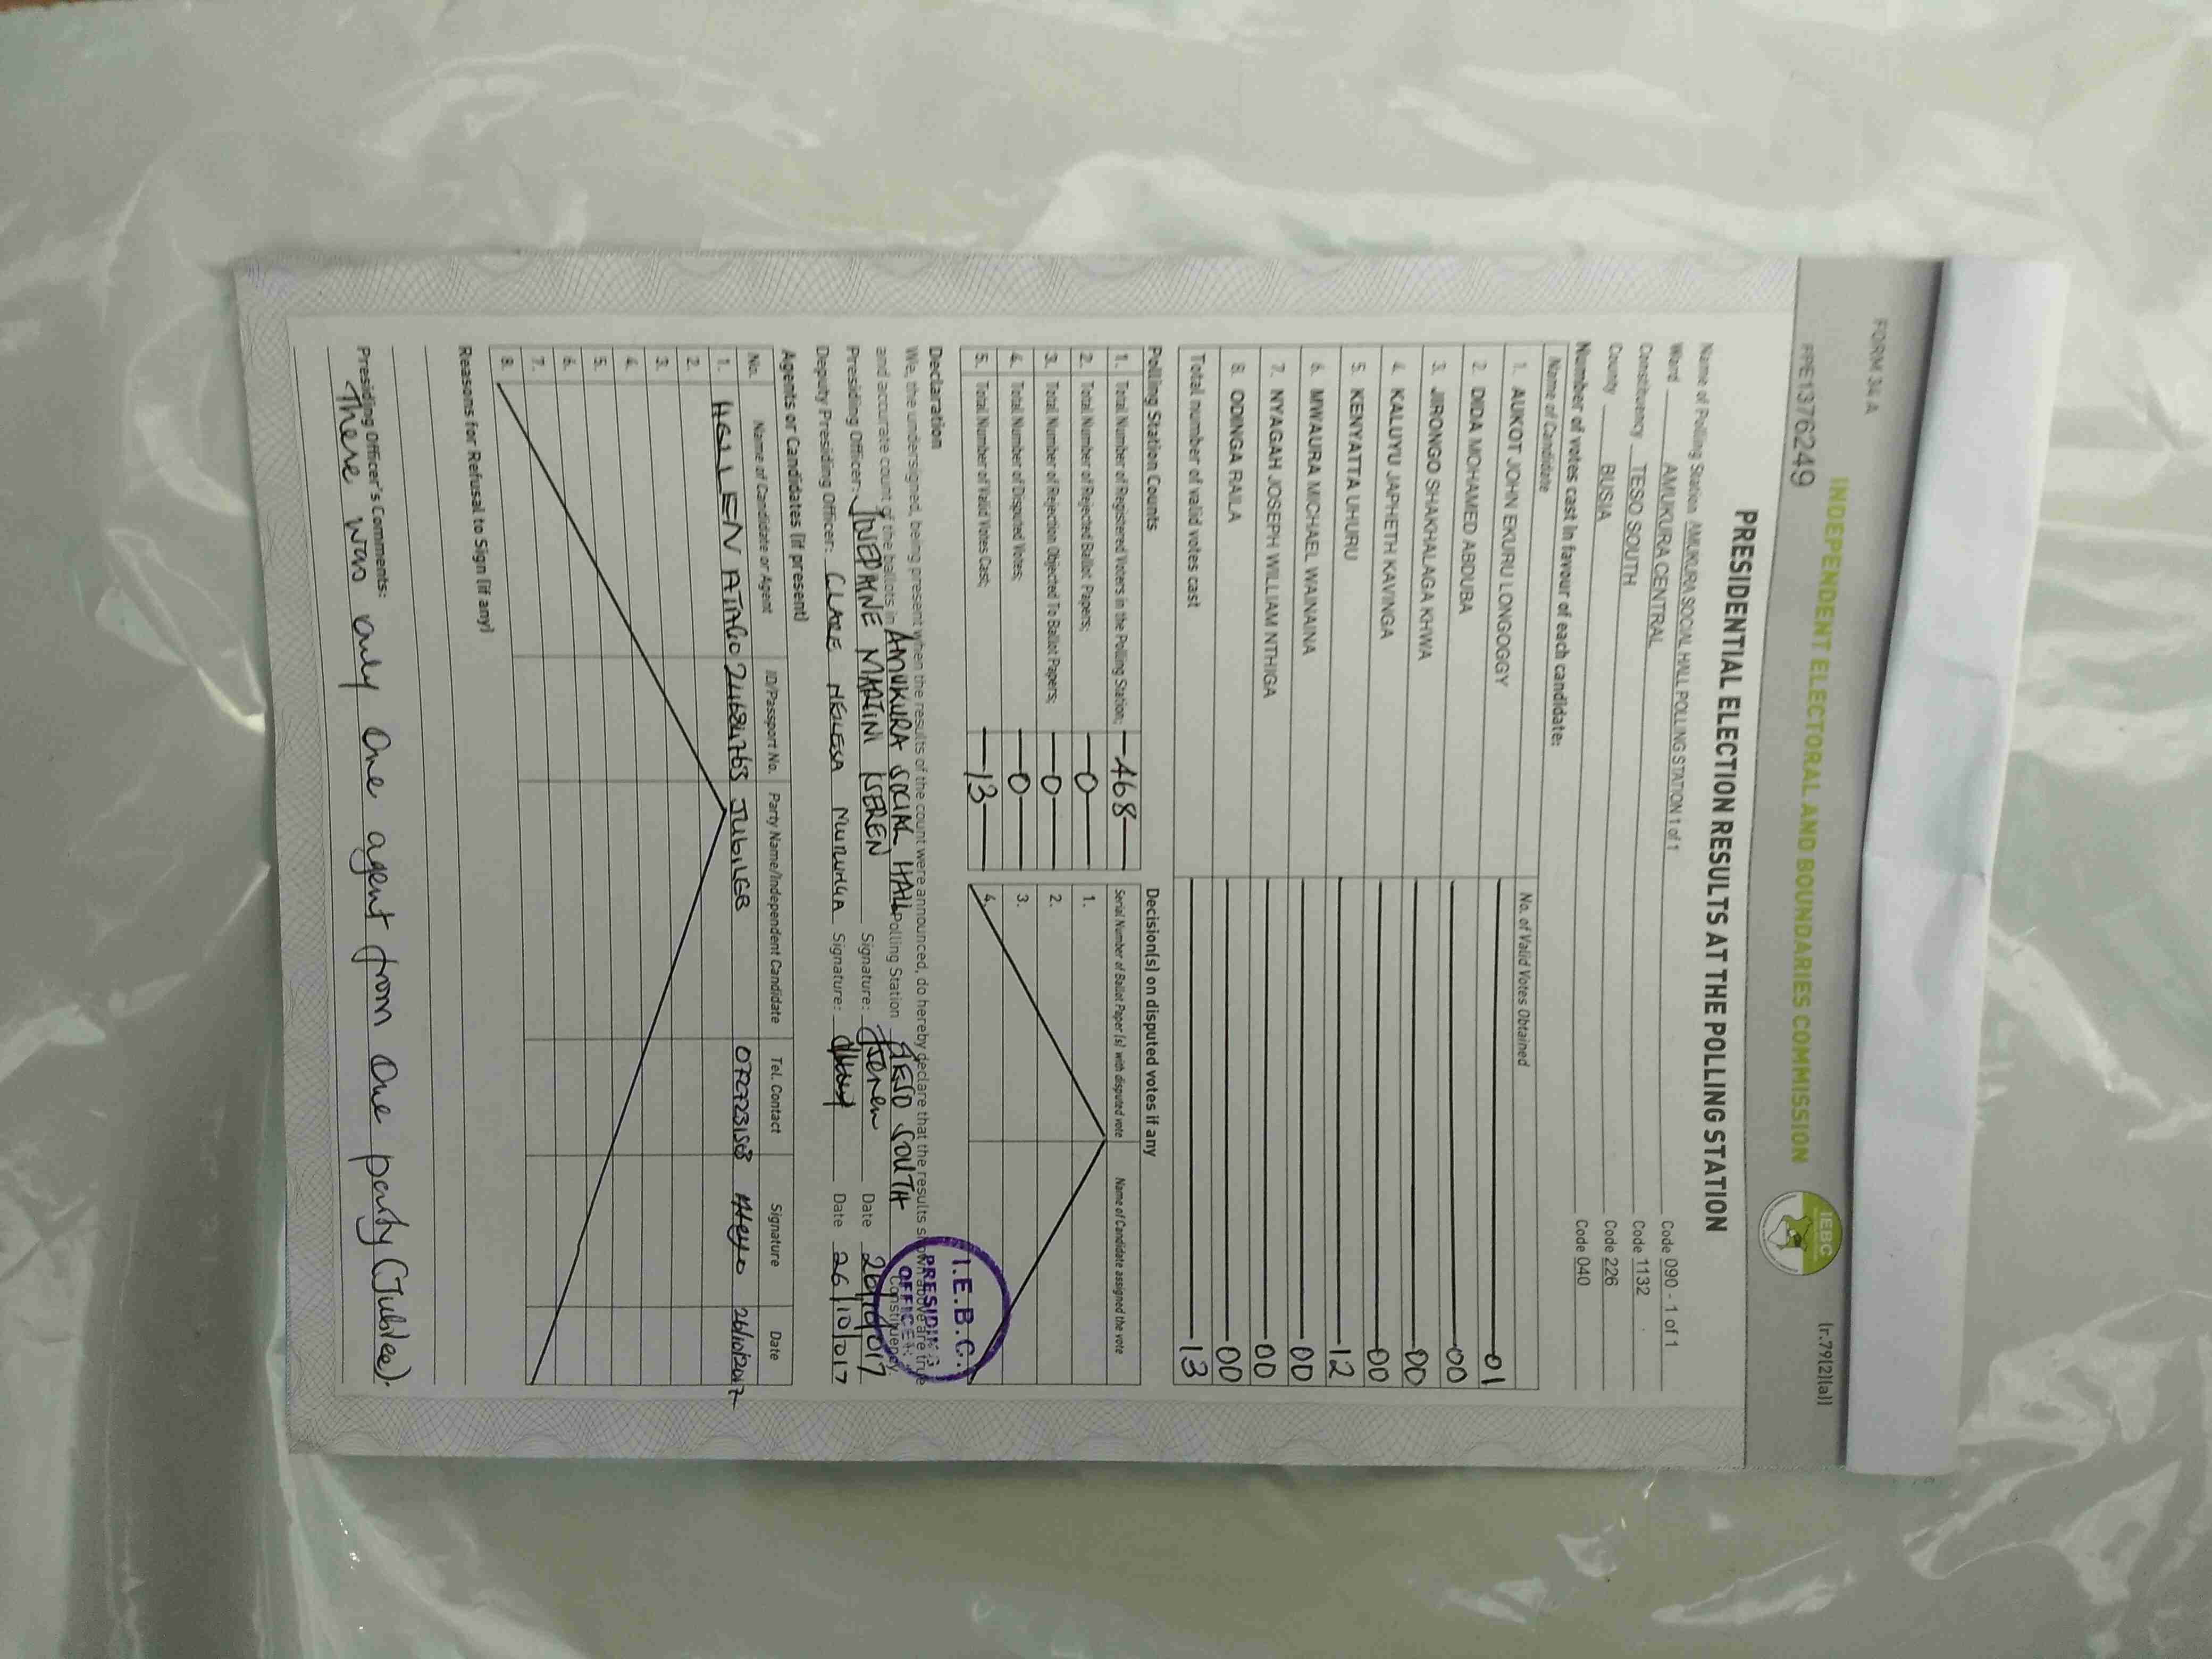 FORM 34 A
(r.79(2)(a))
PPE1376249
INDEPENDENT ELECTORAL AND BOUNDARIES COMMISSION
IEBC
PRESIDENTIAL ELECTION RESULTS AT THE POLLING STATION
Name of Polling Station AMUKURA SOCIAL HALL POLLING STATION 1 of 1 Code 090 - 1 of 1
Ward AMUKURA CENTRAL Code 1132
Constituency TESO SOUTH Code 226
County BUSIA Code 040
Number of votes cast in favour of each candidate:
Name of Candidate No. of Valid Votes Obtained
1. AUKOT JOHN EKURU LONGOGGY 01
2. DIDA MOHAMED ABDUBA 00
3. JIRONGO SHAKHALAGA KHWA 00
4. KALUYU JAPHETH KAVINGA 00
5. KENYATTA UHURU 12
6. MWAURA MICHAEL WAINAINA 00
7. NYAGAH JOSEPH WILLIAM NTHIGA 00
8. ODINGA RAILA 00
Total number of valid votes cast 13
Polling Station Counts
1. Total Number of Registered Voters in the Polling Station; 468
2. Total Number of Rejected Ballot Papers; 0
3. Total Number of Rejection Objected To Ballot Papers; 0
4. Total Number of Disputed Votes; 0
5. Total Number of Valid Votes Cast; 13
Decision(s) on disputed votes if any
Serial Number of Ballot Paper (s) with disputed vote Name of Candidate assigned the vote
1.
2.
3.
4.
Declaration
We, the undersigned, being present when the results of the count were announced, do hereby declare that the results shown above are true
and accurate count of the ballots in AMUKURA SOCIAL HALL Polling Station TESO SOUTH Constituency.
Presiding Officer: MARTINI ISEREN Signature: Date 26/10/2017
Deputy Presiding Officer: CLARE Signature: Date 26/10/017
I.E.B.C.
PRESIDING
OFFICER
Agents or Candidates (if present)
No. Name of Candidate or Agent ID/Passport No. Party Name/Independent Candidate Tel. Contact Signature Date
1. 24684763 JUBILEE 26/10/2017
2.
3.
4.
5.
6.
7.
8.
Reasons for Refusal to Sign (if any)
Presiding Officer's Comments:
There was only one agent from one party (Jubilee).